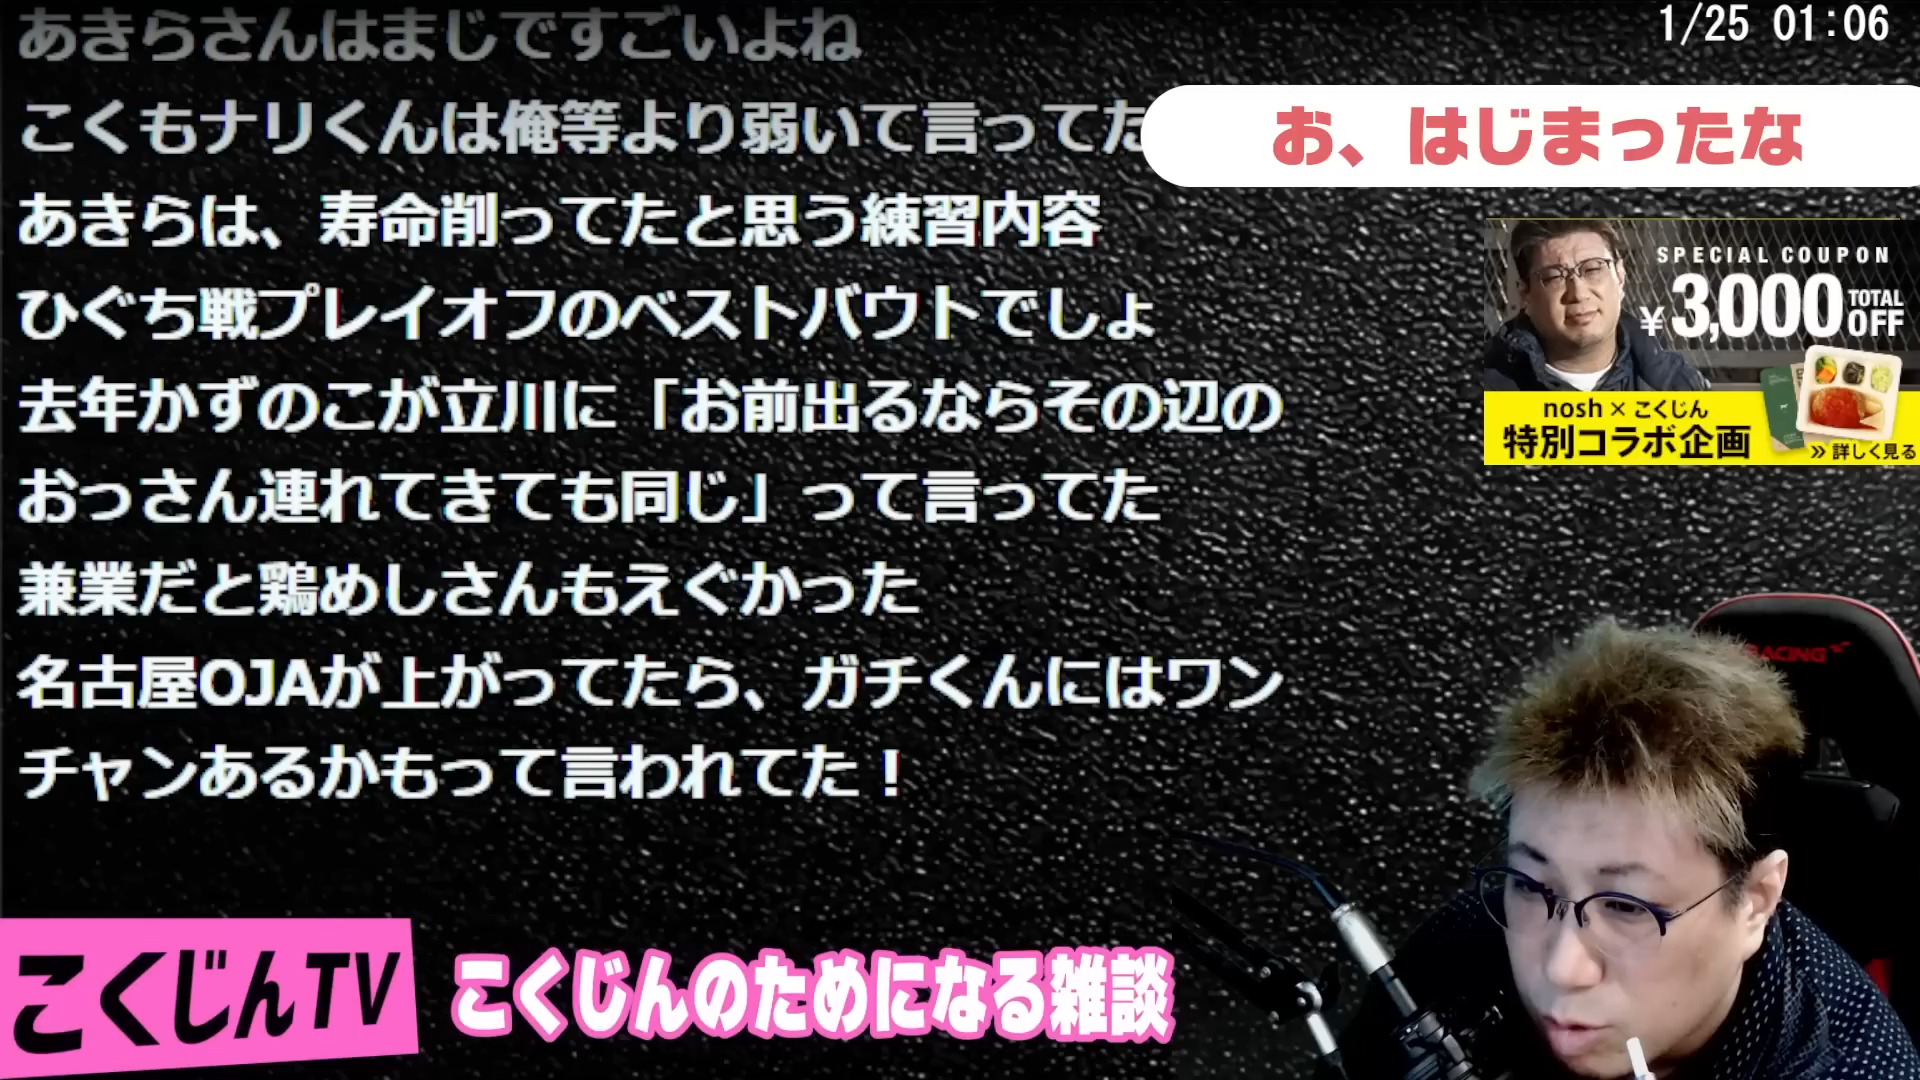 1/25 01:06
あきらさんはまじですごいよね
お、はじまったな
こくもナリくんは俺等より弱いて言ってた
あきらは、寿命削ってたと思う練習内容
ひぐち戦プレイオフのベストバウトでしょ
去年かずのこが立川に「お前出るならその辺の
おっさん連れてきても同じ」って言ってた
兼業だと鶏めしさんもえぐかった
名古屋OJAが上がってたら、ガチくんにはワン
チャンあるかもって言われてた！
SPECIAL COUPON
¥3,000 TOTAL OFF
nosh × こくじん
特別コラボ企画
» 詳しく見る
RACING
こくじんTV
こくじんのためになる雑談